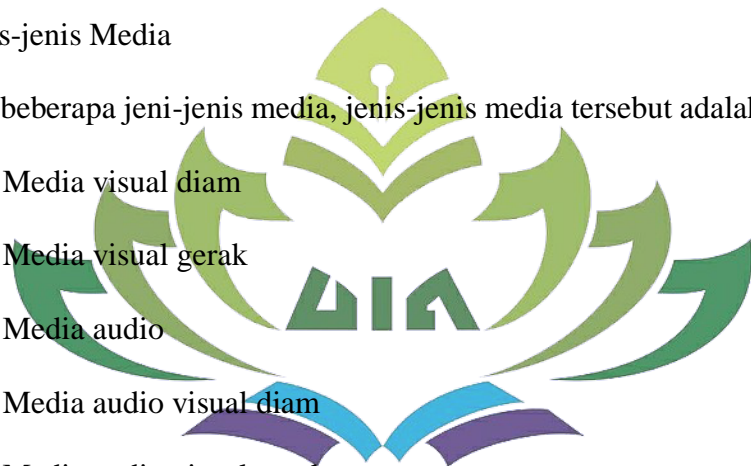 s-jenis Media
beberapa jeni-jenis media, jenis-jenis media tersebut adalah
Media visual diam
Media visual gerak
UIN
Media audio
Media audio visual diam